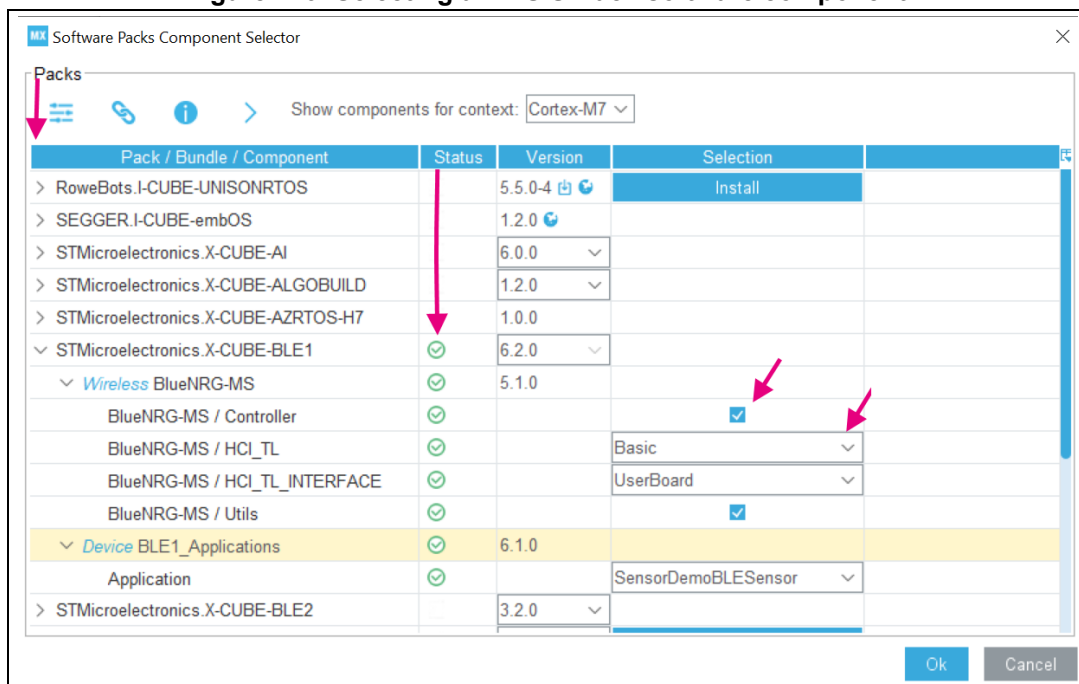 MX Software Packs Component Selector
Packs
Show components for context: Cortex-M7
Pack / Bundle / Component Status Version Selection
RoweBots.I-CUBE-UNISONRTOS 5.5.0-4 Install
SEGGER.I-CUBE-embOS 1.2.0
STMicroelectronics.X-CUBE-AI 6.0.0
STMicroelectronics.X-CUBE-ALGOBUILD 1.2.0
STMicroelectronics.X-CUBE-AZRTOS-H7 1.0.0
STMicroelectronics.X-CUBE-BLE1 6.2.0
Wireless BlueNRG-MS 5.1.0
BlueNRG-MS / Controller
BlueNRG-MS / HCI_TL Basic
BlueNRG-MS / HCI_TL_INTERFACE UserBoard
BlueNRG-MS / Utils
Device BLE1_Applications 6.1.0
Application SensorDemoBLESensor
STMicroelectronics.X-CUBE-BLE2 3.2.0
Ok Cancel